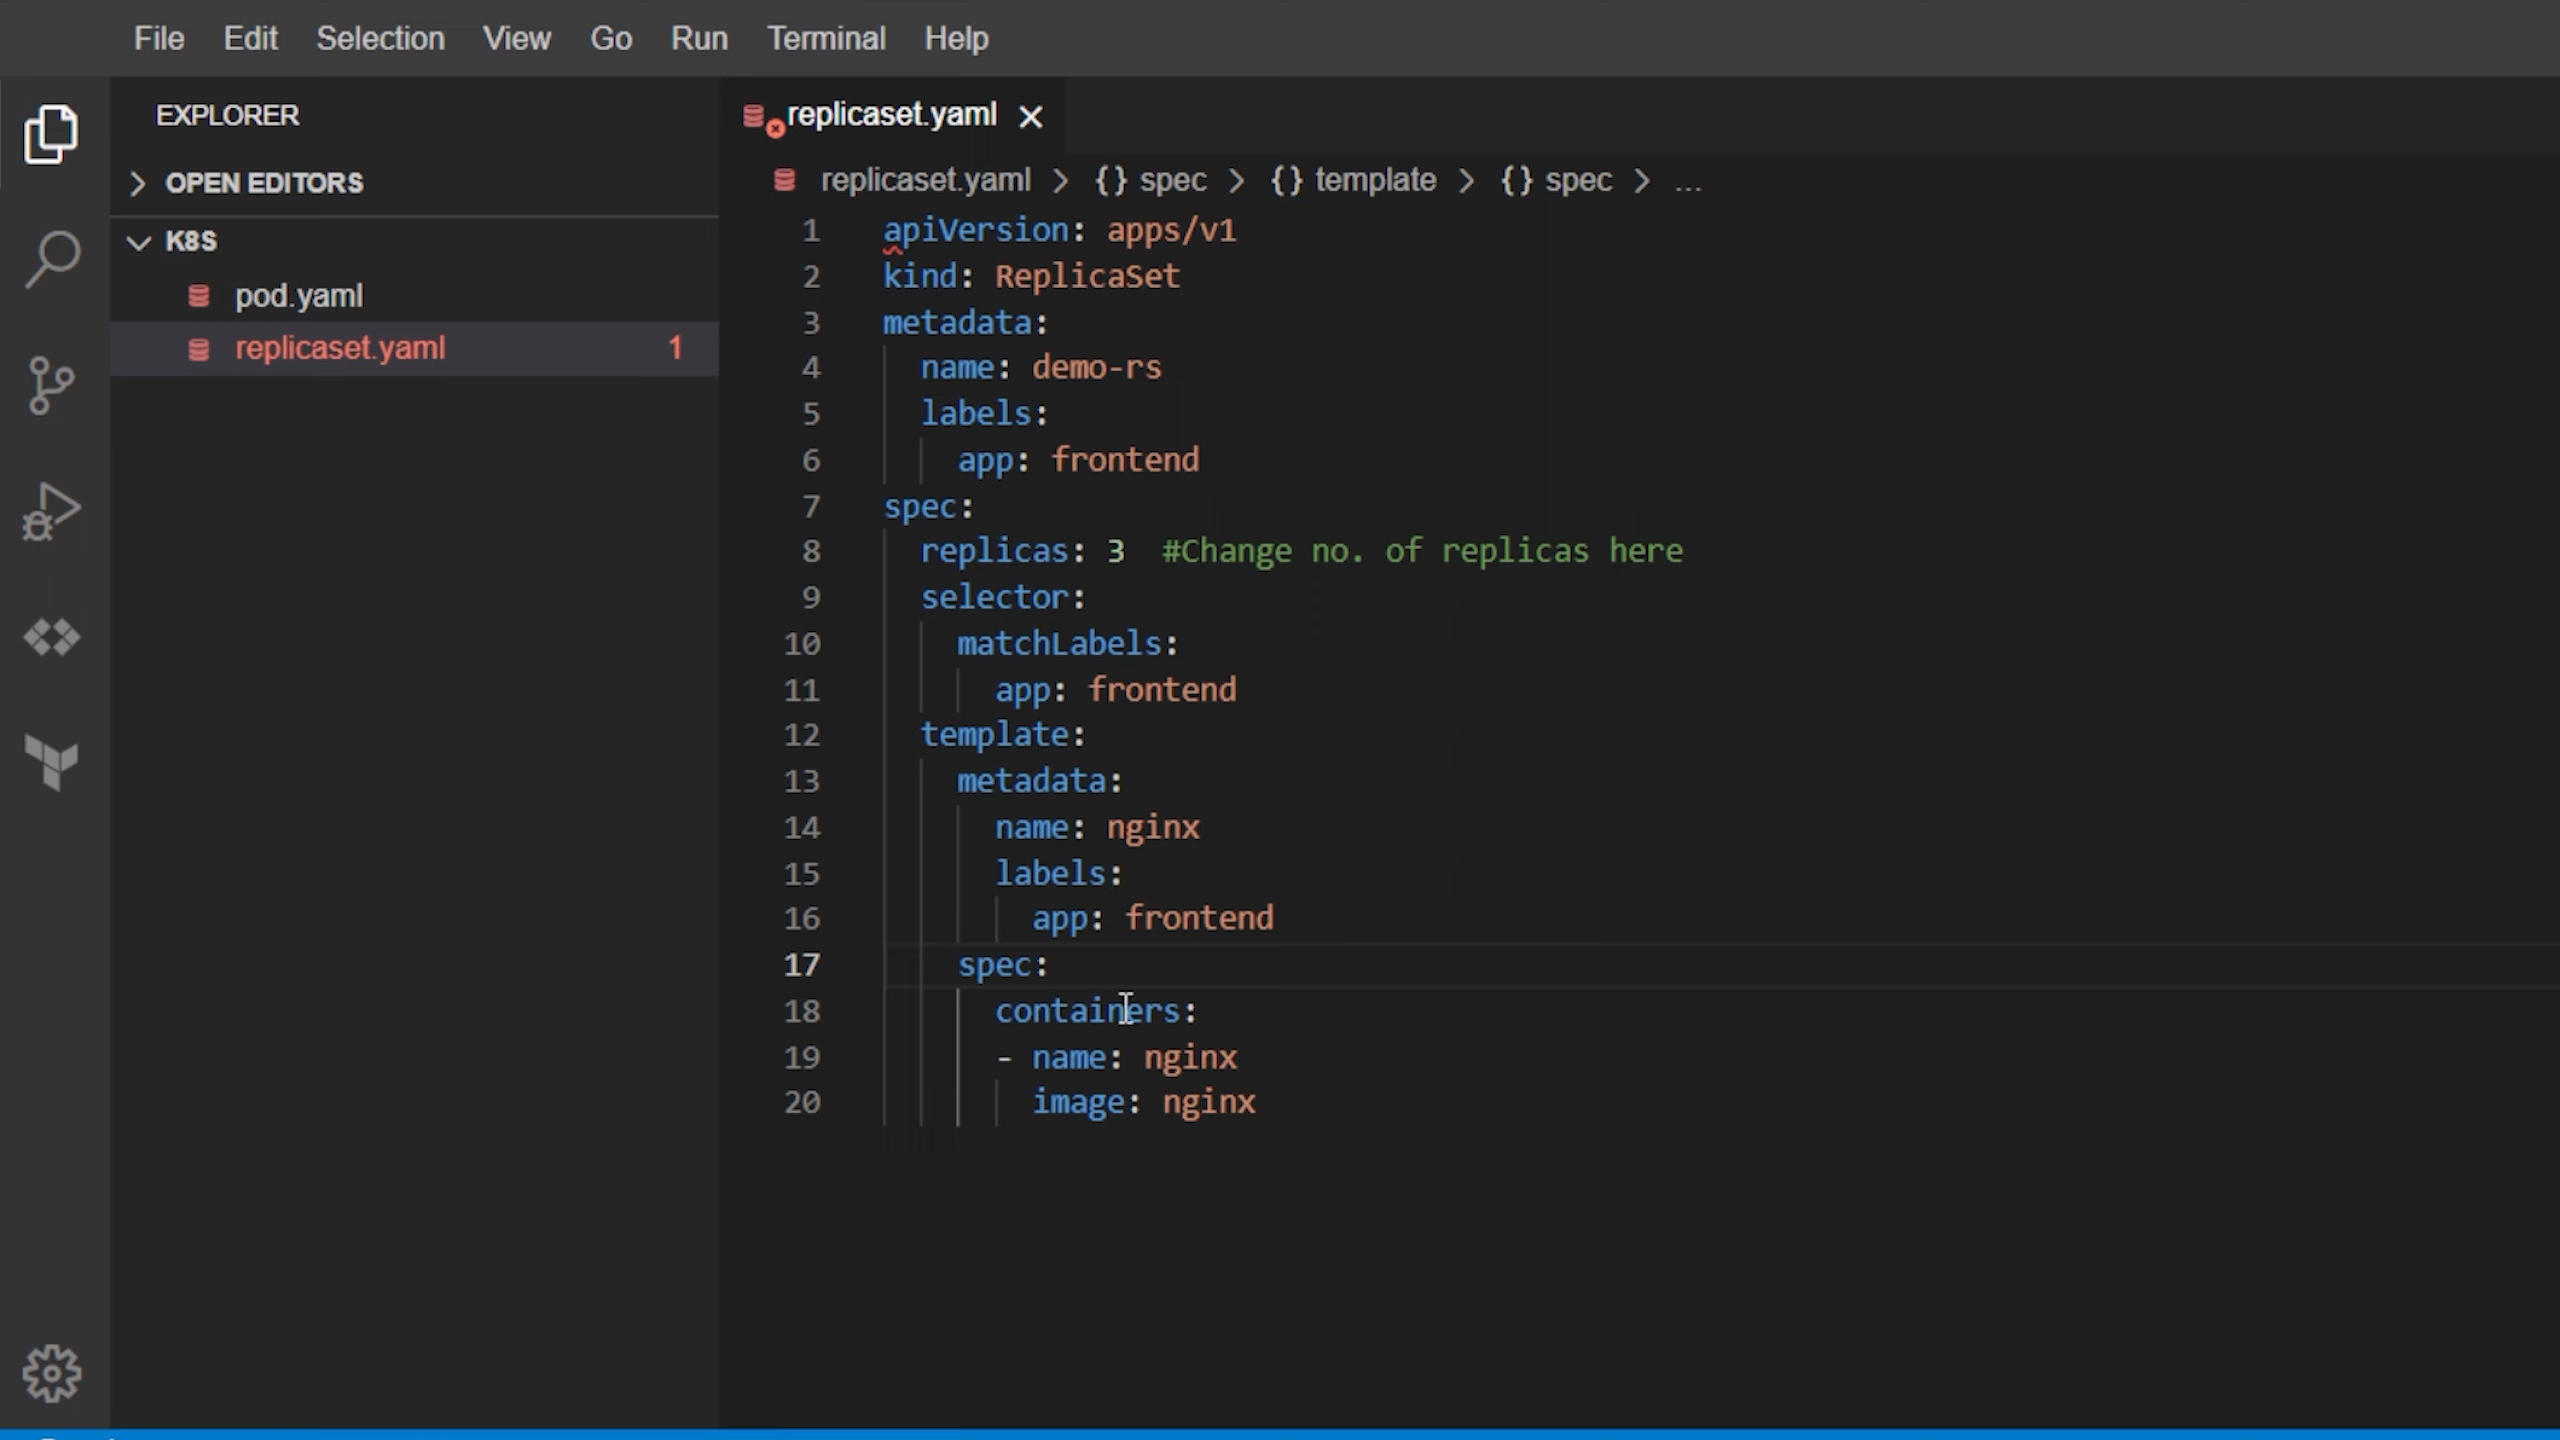 File Edit Selection View Go Run Terminal Help
EXPLORER
OPEN EDITORS
K8S
pod.yaml
replicaset.yaml 1
replicaset.yaml
replicaset.yaml > {} spec > {} template > {} spec > ...
1 apiVersion: apps/v1
2 kind: ReplicaSet
3 metadata:
4   name: demo-rs
5   labels:
6     app: frontend
7 spec:
8   replicas: 3  #Change no. of replicas here
9   selector:
10     matchLabels:
11       app: frontend
12   template:
13     metadata:
14       name: nginx
15       labels:
16         app: frontend
17     spec:
18       containers:
19       - name: nginx
20         image: nginx